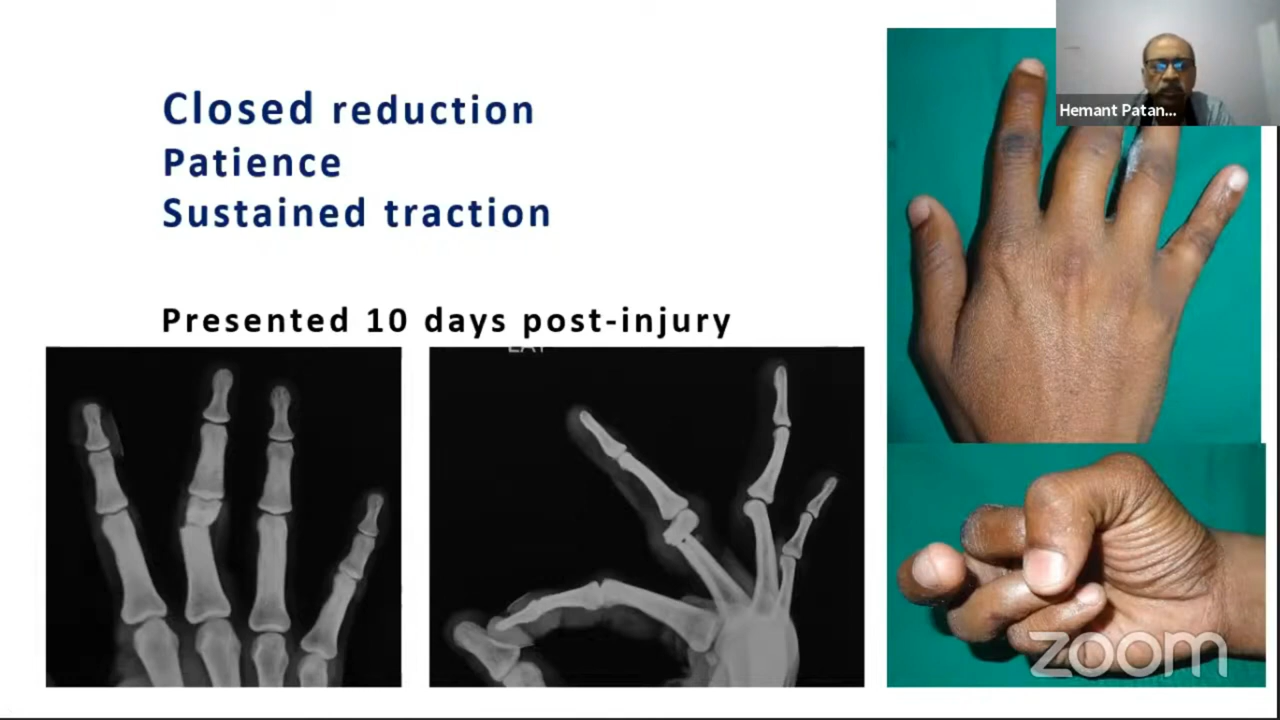 Closed reduction
Patience
Sustained traction
Presented 10 days post-injury
Hemant Patan...
zoom